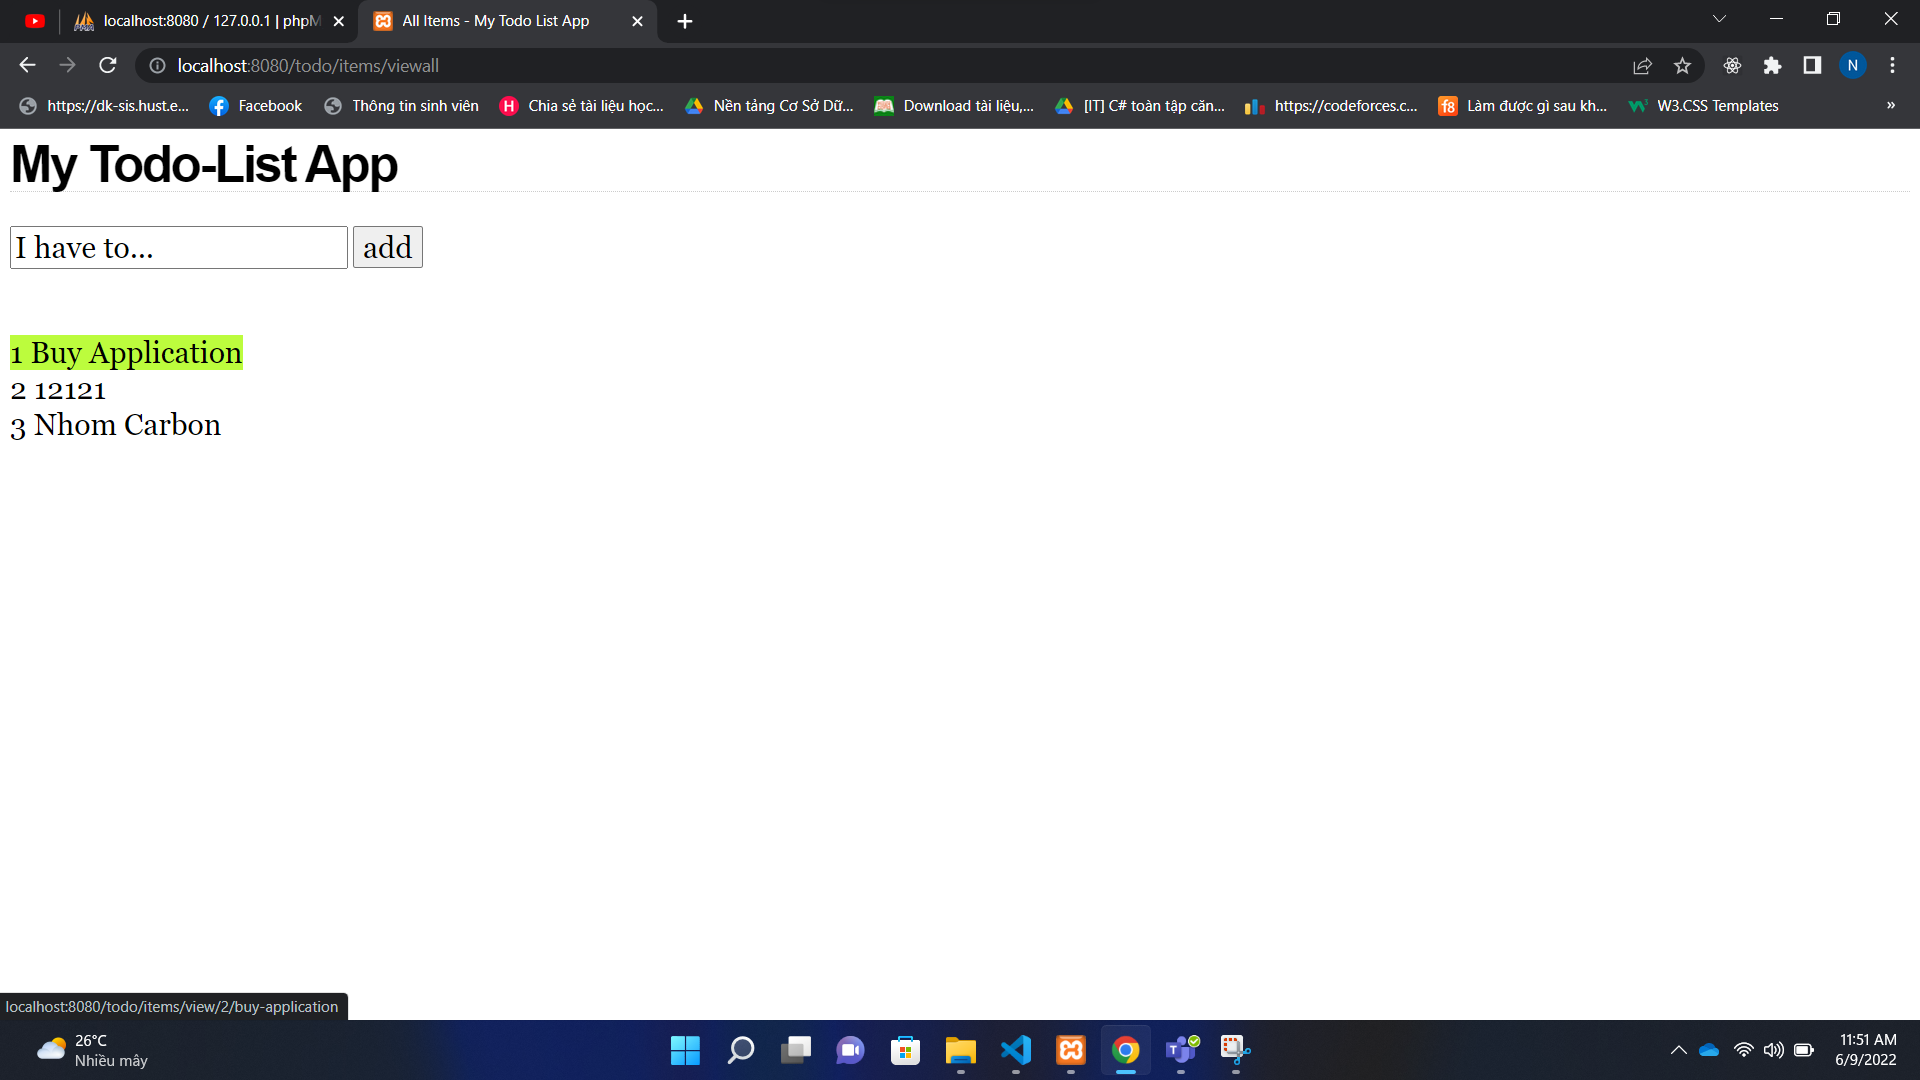 localhost:8080 / 127.0.0.1 | phpM
All Items - My Todo List App
localhost:8080/todo/items/viewall
N
https://dk-sis.hust.e...
Facebook
Thông tin sinh viên
H
Chia sẻ tài liệu học...
Nền tảng Cơ Sở Dữ...
Download tài liệu,...
[IT] C# toàn tập căn...
https://codeforces.c...
f8
Làm được gì sau kh...
W3.CSS Templates
»
My Todo-List App
I have to...
add
1 Buy Application
2 12121
3 Nhom Carbon
localhost:8080/todo/items/view/2/buy-application
26°C
Nhiều mây
11:51 AM
6/9/2022